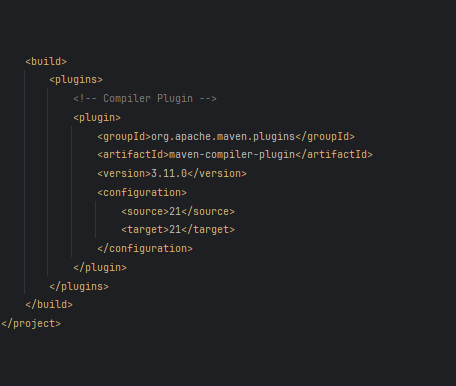 <build>
<plugins>
<!-- Compiler Plugin -->
<plugin>
<groupId>org.apache.maven.plugins</groupId>
<artifactId>maven-compiler-plugin</artifactId>
<version>3.11.0</version>
<configuration>
<source>21</source>
<target>21</target>
</configuration>
</plugin>
</plugins>
</build>
</project>